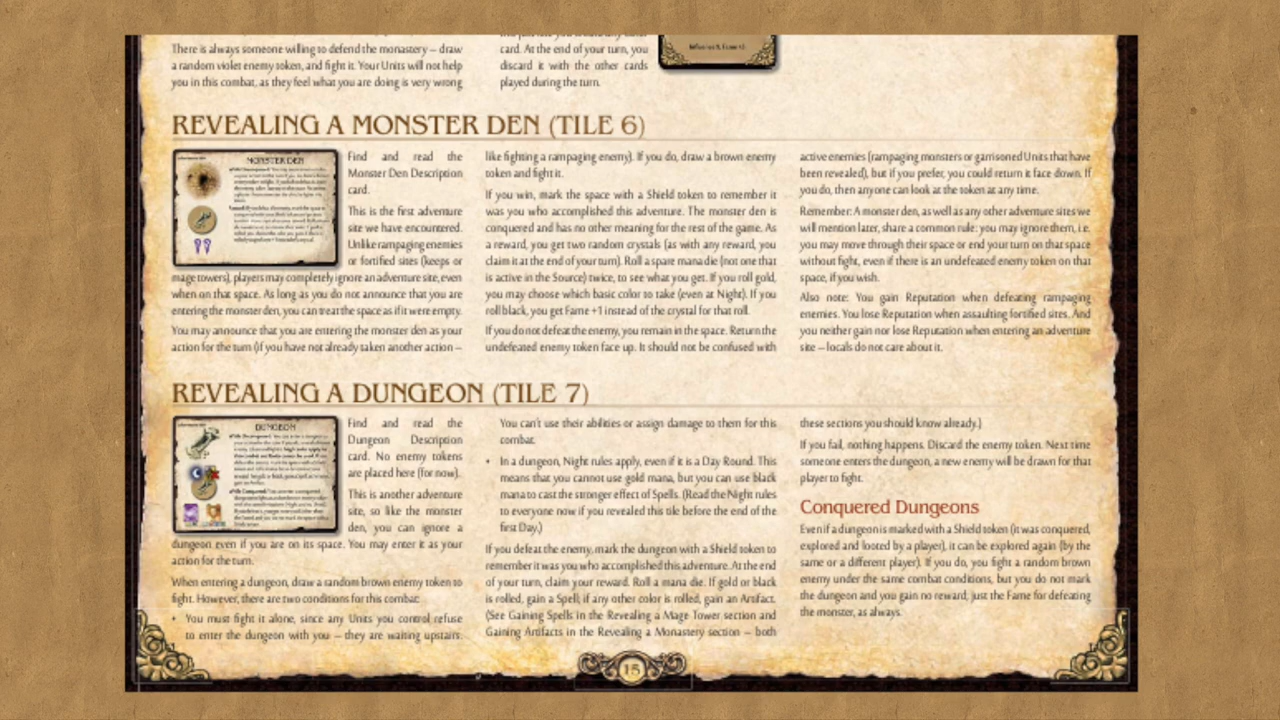 There is always someone willing to defend the monastery – draw
a random violet enemy token, and fight it. Your Units will not help
you in this combat, as they feel what you are doing is very wrong
card. At the end of your turn, you
discard it with the other cards
played during the turn.
REVEALING A MONSTER DEN (TILE 6)
MONSTER DEN
Find and read the
Monster Den Description
card.
This is the first adventure
site we have encountered.
Unlike rampaging enemies
or fortified sites (keeps or
mage towers), players may completely ignore an adventure site, even
when on that space. As long as you do not announce that you are
entering the monster den, you can treat the space as if it were empty.
You may announce that you are entering the monster den as your
action for the turn (if you have not already taken another action –
like fighting a rampaging enemy). If you do, draw a brown enemy
token and fight it.
If you win, mark the space with a Shield token to remember it
was you who accomplished this adventure. The monster den is
conquered and has no other meaning for the rest of the game. As
a reward, you get two random crystals (as with any reward, you
claim it at the end of your turn). Roll a spare mana die (not one that
is active in the Source) twice, to see what you get. If you roll gold,
you may choose which basic color to take (even at Night). If you
roll black, you get Fame +1 instead of the crystal for that roll.
If you do not defeat the enemy, you remain in the space. Return the
undefeated enemy token face up. It should not be confused with
active enemies (rampaging monsters or garrisoned Units that have
been revealed), but if you prefer, you could return it face down. If
you do, then anyone can look at the token at any time.
Remember: A monster den, as well as any other adventure sites we
will mention later, share a common rule: you may ignore them, i.e.
you may move through their space or end your turn on that space
without fight, even if there is an undefeated enemy token on that
space, if you wish.
Also note: You gain Reputation when defeating rampaging
enemies. You lose Reputation when assaulting fortified sites. And
you neither gain nor lose Reputation when entering an adventure
site – locals do not care about it.
REVEALING A DUNGEON (TILE 7)
DUNGEON
Find and read the
Dungeon Description
card. No enemy tokens
are placed here (for now).
This is another adventure
site, so like the monster
den, you can ignore a
dungeon even if you are on its space. You may enter it as your
action for the turn.
When entering a dungeon, draw a random brown enemy token to
fight. However, there are two conditions for this combat:
• You must fight it alone, since any Units you control refuse
to enter the dungeon with you – they are waiting upstairs.
You can't use their abilities or assign damage to them for this
combat.
• In a dungeon, Night rules apply, even if it is a Day Round. This
means that you cannot use gold mana, but you can use black
mana to cast the stronger effect of Spells. (Read the Night rules
to everyone now if you revealed this tile before the end of the
first Day.)
If you defeat the enemy, mark the dungeon with a Shield token to
remember it was you who accomplished this adventure. At the end
of your turn, claim your reward. Roll a mana die. If gold or black
is rolled, gain a Spell; if any other color is rolled, gain an Artifact.
(See Gaining Spells in the Revealing a Mage Tower section and
Gaining Artifacts in the Revealing a Monastery section – both
these sections you should know already.)
If you fail, nothing happens. Discard the enemy token. Next time
someone enters the dungeon, a new enemy will be drawn for that
player to fight.
Conquered Dungeons
Even if a dungeon is marked with a Shield token (it was conquered,
explored and looted by a player), it can be explored again (by the
same or a different player). If you do, you fight a random brown
enemy under the same combat conditions, but you do not mark
the dungeon and you gain no reward, just the Fame for defeating
the monster, as always.
15